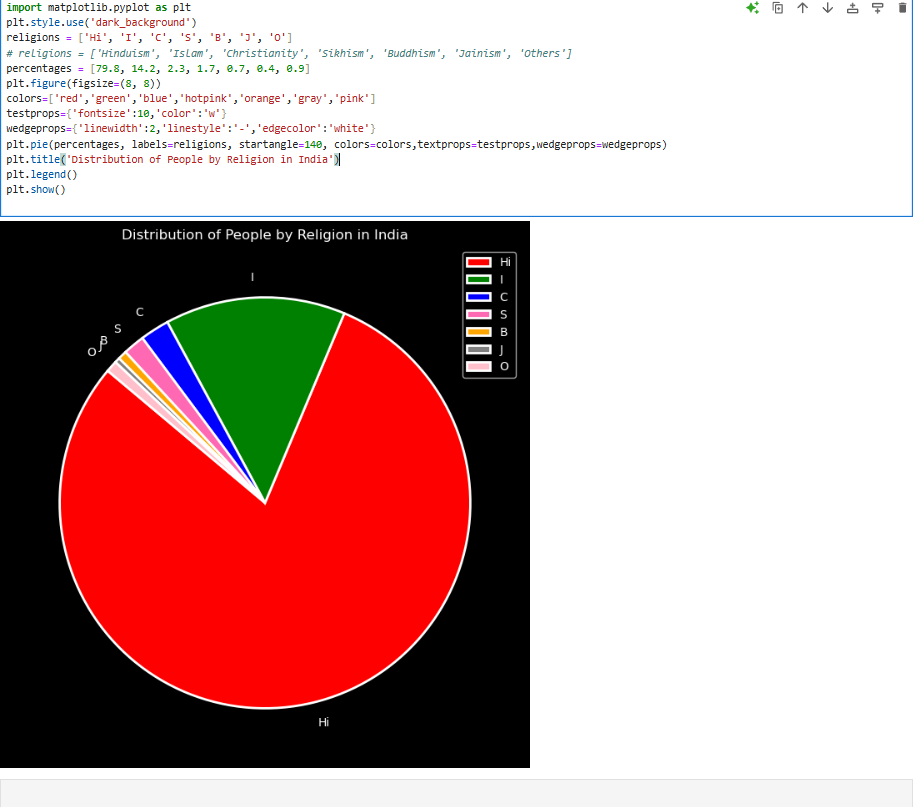 import matplotlib.pyplot as plt
plt.style.use('dark_background')
religions = ['Hi', 'I', 'C', 'S', 'B', 'J', 'O']
# religions = ['Hinduism', 'Islam', 'Christianity', 'Sikhism', 'Buddhism', 'Jainism', 'Others']
percentages = [79.8, 14.2, 2.3, 1.7, 0.7, 0.4, 0.9]
plt.figure(figsize=(8, 8))
colors=['red','green','blue','hotpink','orange','gray','pink']
testprops={'fontsize':10,'color':'w'}
wedgeprops={'linewidth':2,'linestyle':'-','edgecolor':'white'}
plt.pie(percentages, labels=religions, startangle=140, colors=colors,textprops=testprops,wedgeprops=wedgeprops)
plt.title('Distribution of People by Religion in India')
plt.legend()
plt.show()
Distribution of People by Religion in India
Hi
I
C
S
B
J
O
I
C
S
B
J
O
Hi